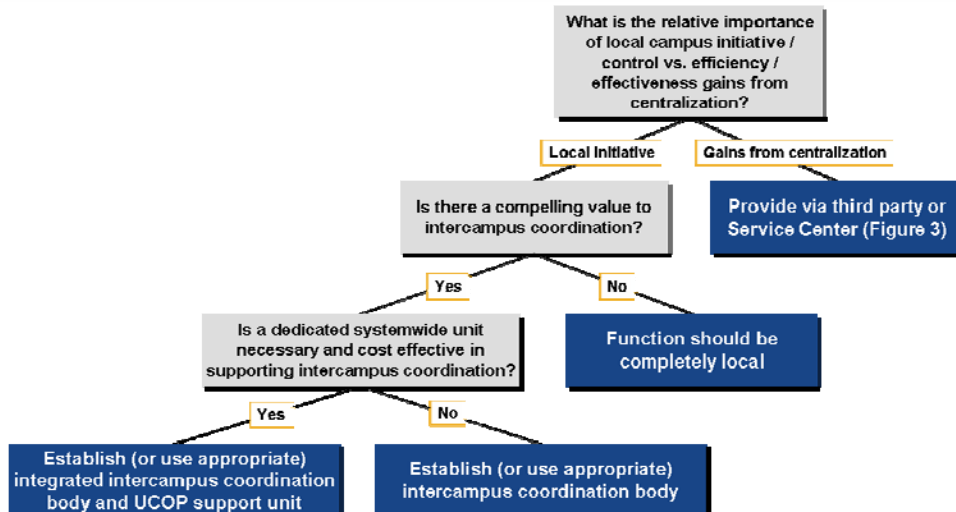 What is the relative importance
of local campus initiative /
control vs. efficiency /
effectiveness gains from
centralization?
Local Initiative
Gains from centralization
Is there a compelling value to
intercampus coordination?
Provide via third party or
Service Center (Figure 3)
Yes
No
Is a dedicated systemwide unit
necessary and cost effective in
supporting intercampus coordination?
Function should be
completely local
Yes
No
Establish (or use appropriate)
integrated intercampus coordination
body and UCOP support unit
Establish (or use appropriate)
intercampus coordination body